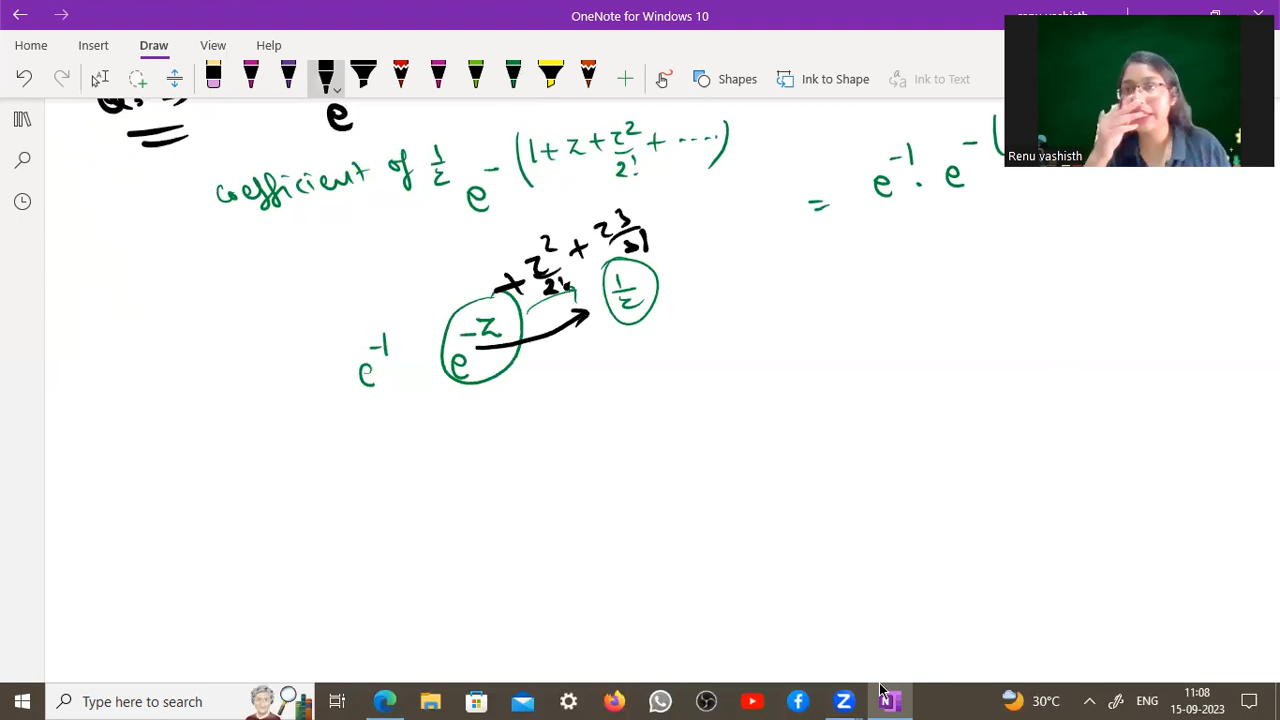 OneNote for Windows 10
renu vashisth
Home Insert Draw View Help
Shapes Ink to Shape Ink to Text
Renu vashisth
e
coefficient of 1/z e^-(1+z+z²/2!+....) = e^-1 . e^-(
+z²/2!+z³/3!
e^-1 e^-z 1/z
Type here to search
30°C ENG 11:08
15-09-2023